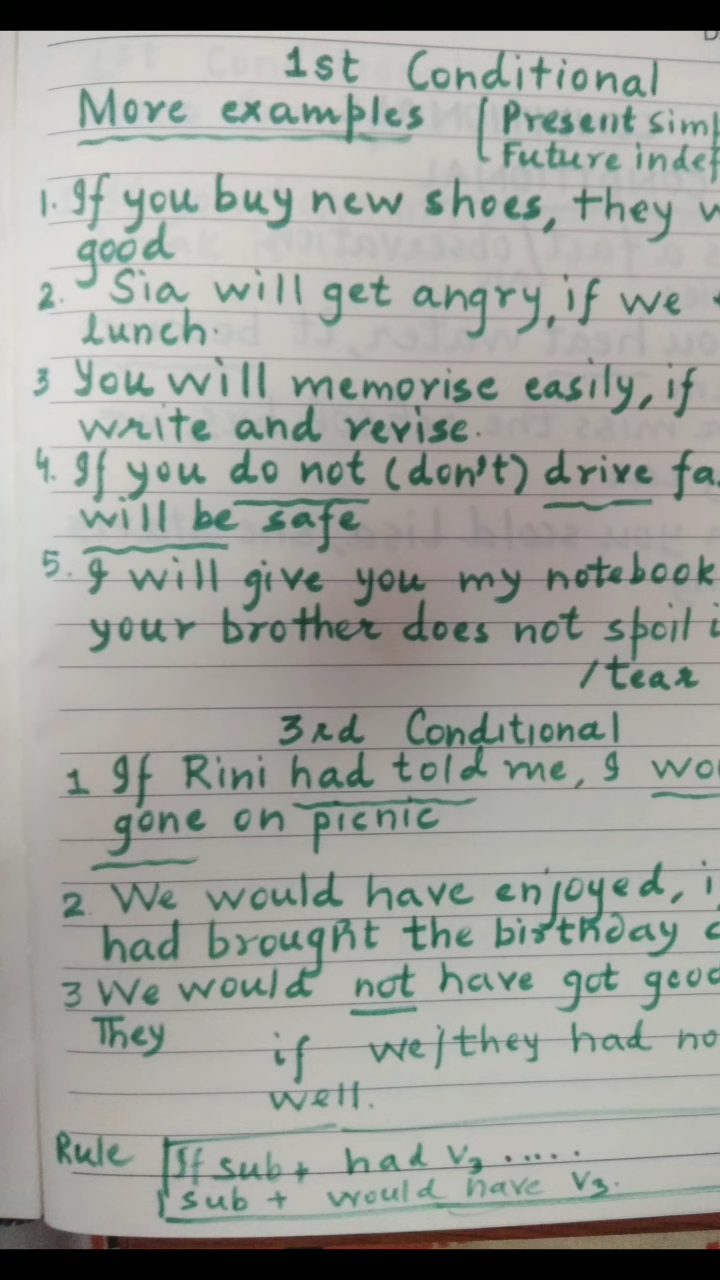 1st Conditional
More examples [Present Sim
Future indef
1. If you buy new shoes, they w
good
2. Sia will get angry, if we
lunch.
3 You will memorise easily, if
write and revise.
4. If you do not (don't) drive fa
will be safe
5. I will give you my notebook
your brother does not spoil i
/tear
3rd Conditional
1 If Rini had told me, I wo
gone on picnic
2. We would have enjoyed, i
had brought the birthday c
3 We would not have got good
They
if we/they had no
well.
Rule [If sub+ had V3 .....
sub + would have V3.